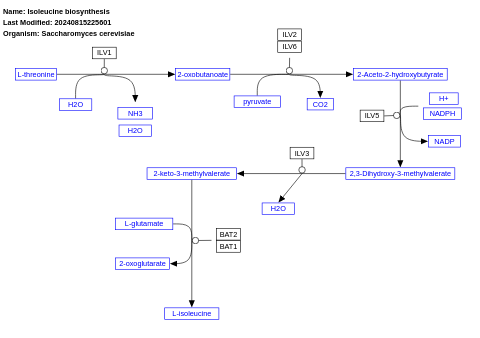 Name: Isoleucine biosynthesis
Last Modified: 20240815225601
Organism: Saccharomyces cerevisiae
ILV2
ILV6
ILV1
L-threonine
2-oxobutanoate
2-Aceto-2-hydroxybutyrate
H2O
NH3
H2O
pyruvate
CO2
H+
NADPH
ILV5
NADP
ILV3
2-keto-3-methylvalerate
2,3-Dihydroxy-3-methylvalerate
H2O
L-glutamate
BAT2
BAT1
2-oxoglutarate
L-isoleucine